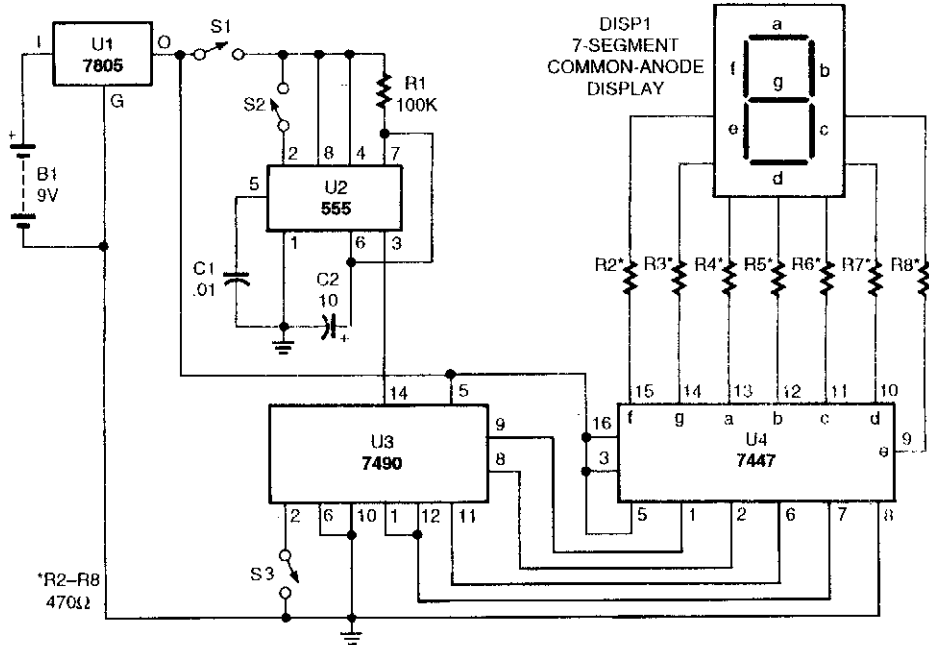 I
U1
7805
O
G
S1
+
B1
9V
S2
R1
100K
2
8
4
7
5
U2
555
1
6
3
C1
.01
C2
10
+
DISP1
7-SEGMENT
COMMON-ANODE
DISPLAY
a
f
b
g
e
c
d
R2*
R3*
R4*
R5*
R6*
R7*
R8*
14
5
U3
7490
9
8
2
6
10
1
12
11
S3
15
14
13
12
11
10
f
g
a
b
c
d
16
3
U4
7447
e
9
5
1
2
6
7
8
*R2–R8
470Ω